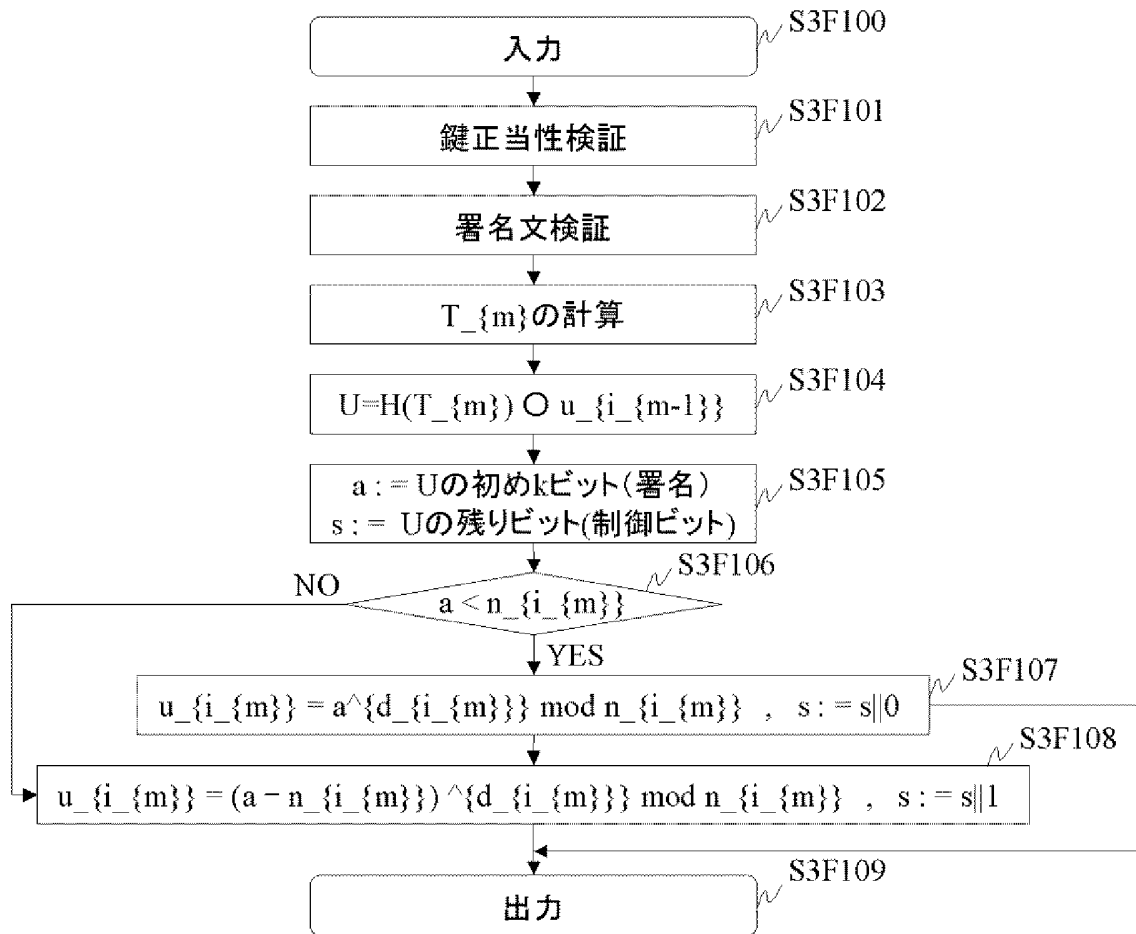 S3F100
入力
S3F101
鍵正当性検証
S3F102
署名文検証
S3F103
T_{m}の計算
S3F104
U=H(T_{m}) ○ u_{i_{m-1}}
S3F105
a := Uの初めkビット(署名)
s := Uの残りビット(制御ビット)
S3F106
NO
a < n_{i_{m}}
YES
S3F107
u_{i_{m}} = a^{d_{i_{m}}} mod n_{i_{m}} , s := s||0
S3F108
u_{i_{m}} = (a − n_{i_{m}}) ^{d_{i_{m}}} mod n_{i_{m}} , s := s||1
S3F109
出力